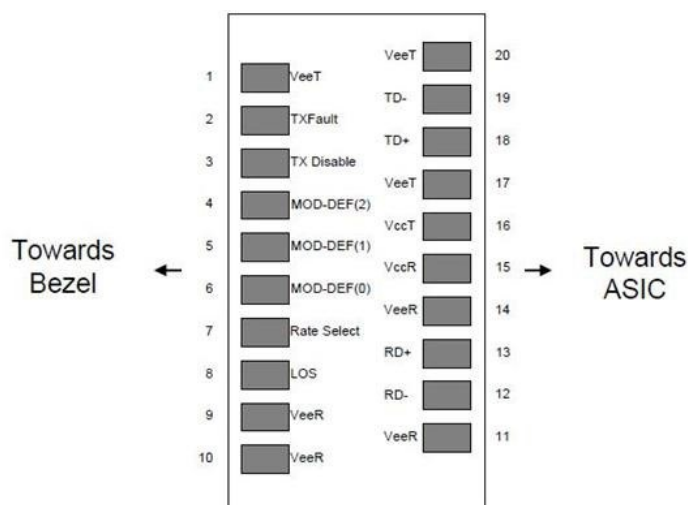 Towards
Bezel
1 VeeT
2 TXFault
3 TX Disable
4 MOD-DEF(2)
5 MOD-DEF(1)
6 MOD-DEF(0)
7 Rate Select
8 LOS
9 VeeR
10 VeeR
VeeT 20
TD- 19
TD+ 18
VeeT 17
VccT 16
VccR 15
VeeR 14
RD+ 13
RD- 12
VeeR 11
Towards
ASIC